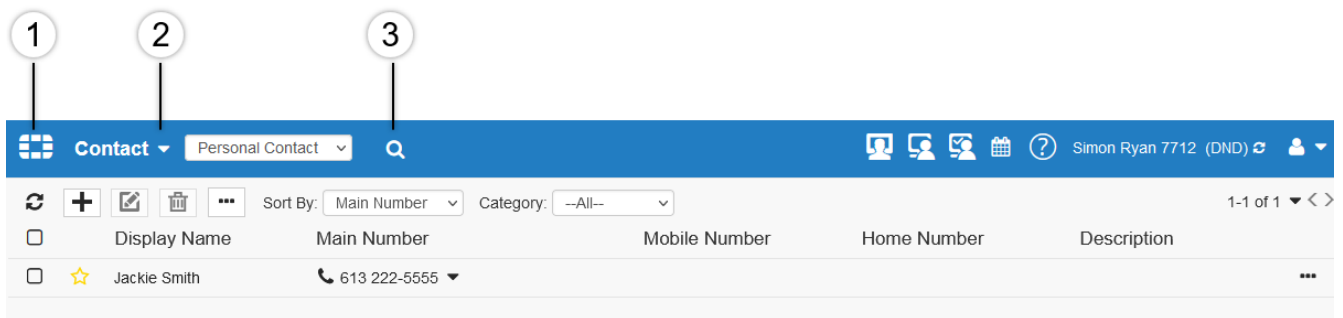 1 2 3
Contact Personal Contact Simon Ryan 7712 (DND)
Sort By: Main Number Category: --All-- 1-1 of 1
Display Name Main Number Mobile Number Home Number Description
Jackie Smith 613 222-5555